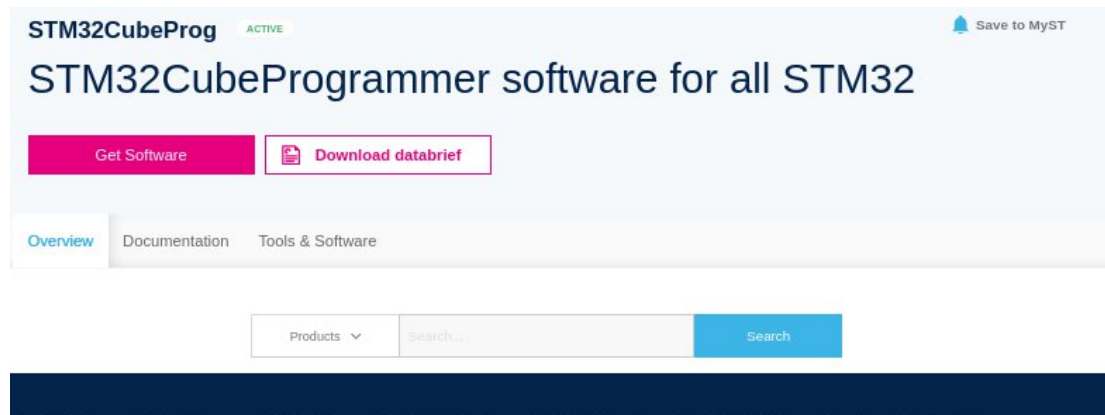 STM32CubeProg ACTIVE Save to MyST
STM32CubeProgrammer software for all STM32
Get Software Download databrief
Overview Documentation Tools & Software
Products Search... Search